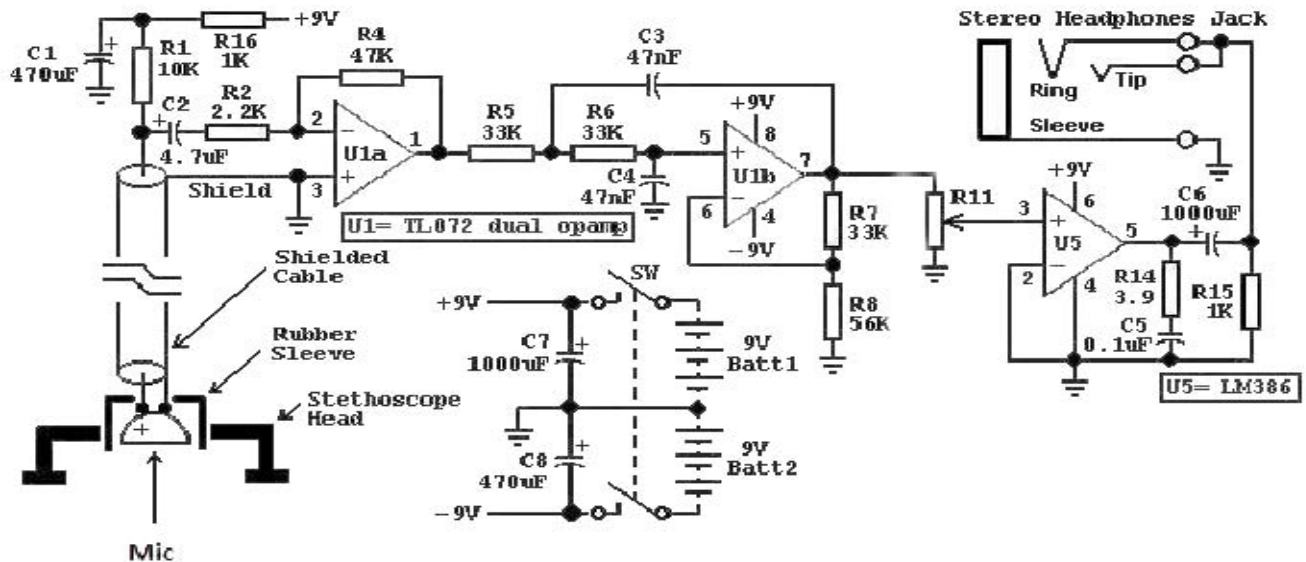 +9V
R16
1K
C1
470uF
+
R1
10K
R4
47K
C3
47nF
Stereo Headphones Jack
Ring
Tip
Sleeve
C2
4.7uF
+
R2
2.2K
2
−
U1a
1
+
3
Shield
R5
33K
R6
33K
C4
47nF
+9V
5
+
8
U1b
7
6
−
4
-9V
U1= TL072 dual opamp
R7
33K
R8
56K
R11
+9V
3
+
6
U5
5
−
2
4
C6
1000uF
+
R14
3.9
C5
0.1uF
R15
1K
U5= LM386
Shielded
Cable
Rubber
Sleeve
Stethoscope
Head
+
Mic
SW
+9V
C7
1000uF
+
9V
Batt1
C8
470uF
+
9V
Batt2
-9V